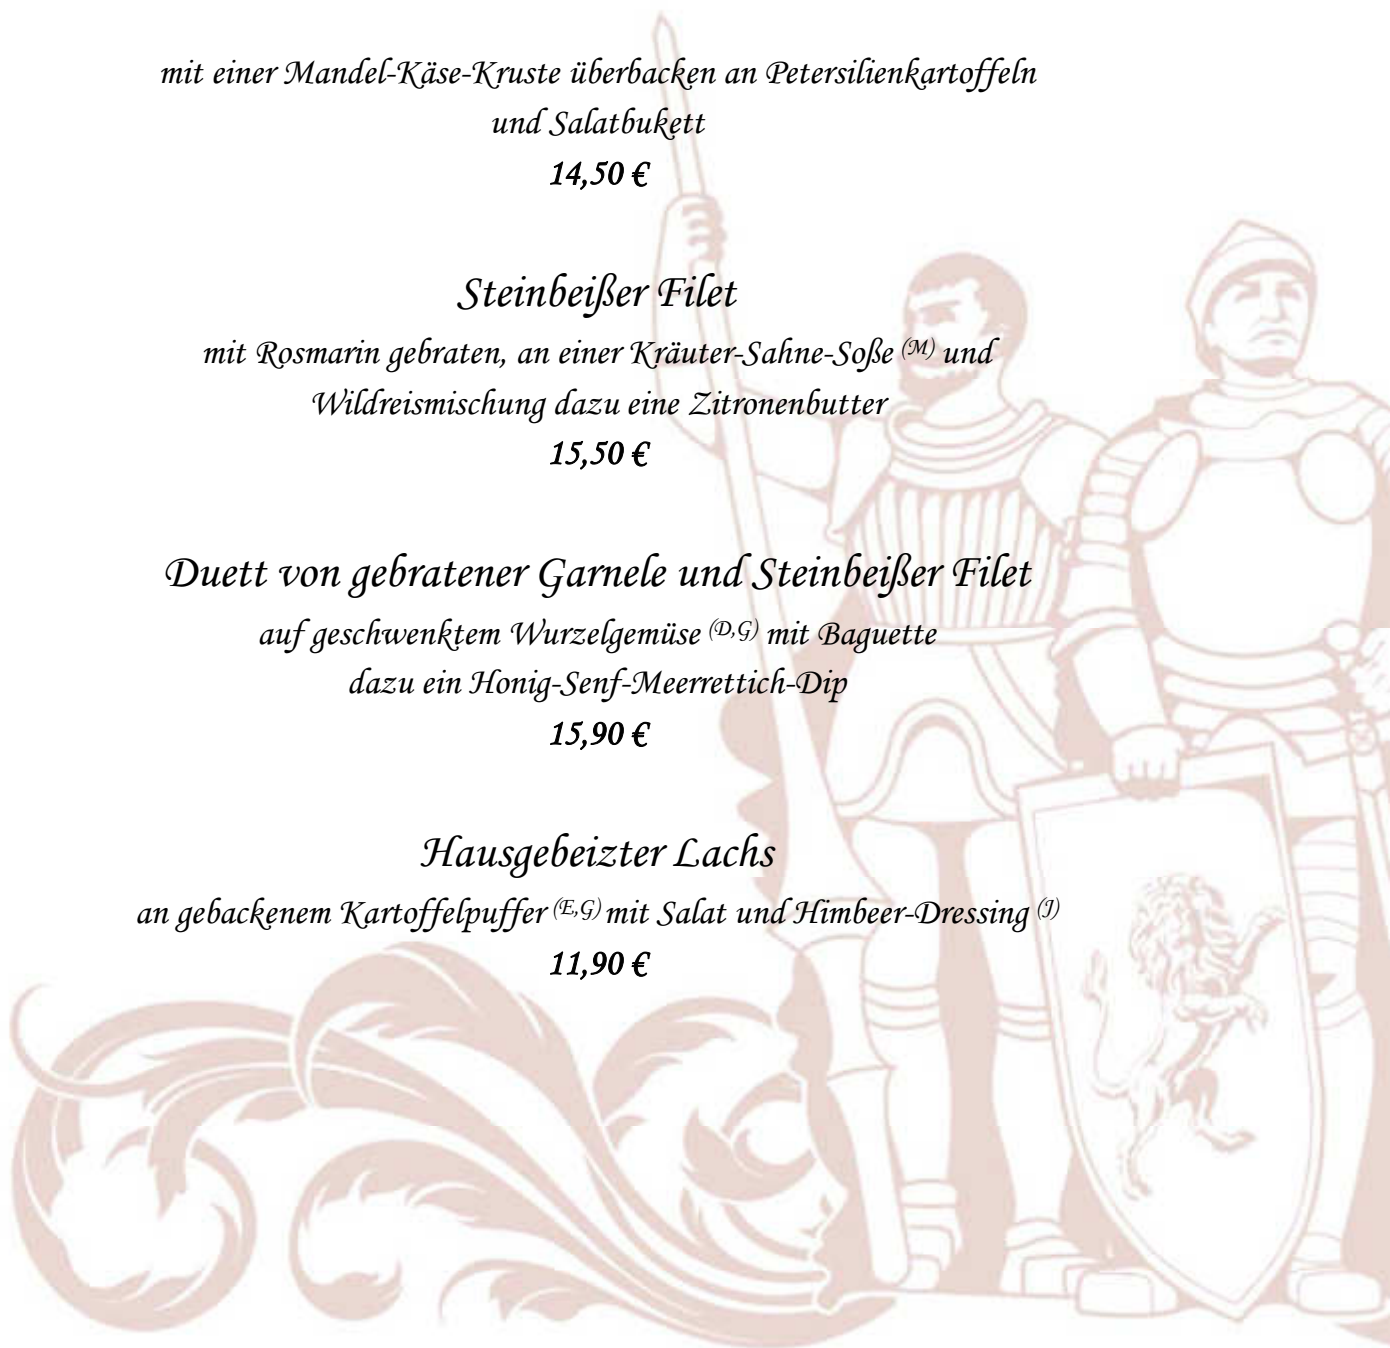 mit einer Mandel-Käse-Kruste überbacken an Petersilienkartoffeln
und Salatbukett
14,50 €
Steinbeißer Filet
mit Rosmarin gebraten, an einer Kräuter-Sahne-Soße (M) und
Wildreismischung dazu eine Zitronenbutter
15,50 €
Duett von gebratener Garnele und Steinbeißer Filet
auf geschwenktem Wurzelgemüse (D,G) mit Baguette
dazu ein Honig-Senf-Meerrettich-Dip
15,90 €
Hausgebeizter Lachs
an gebackenem Kartoffelpuffer (E,G) mit Salat und Himbeer-Dressing (J)
11,90 €